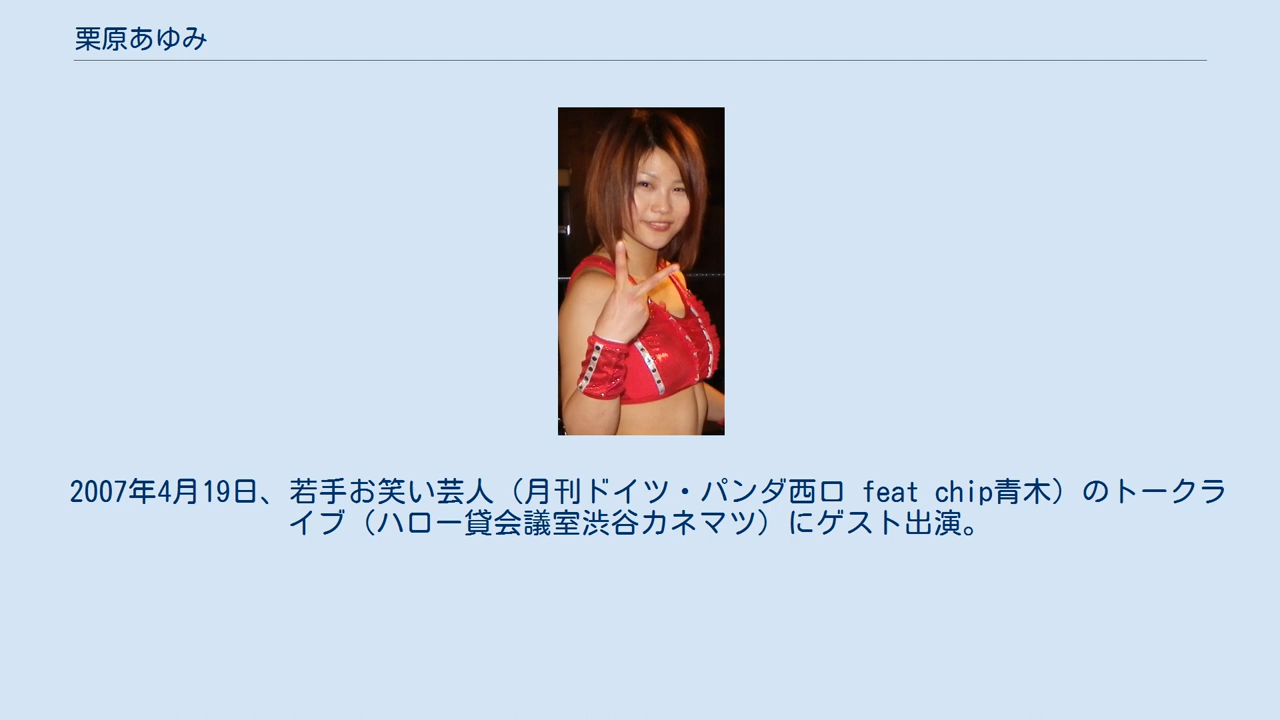 栗原あゆみ
2007年4月19日、若手お笑い芸人（月刊ドイツ・パンダ西口 feat chip青木）のトークラ
イブ（ハロー貸会議室渋谷カネマツ）にゲスト出演。